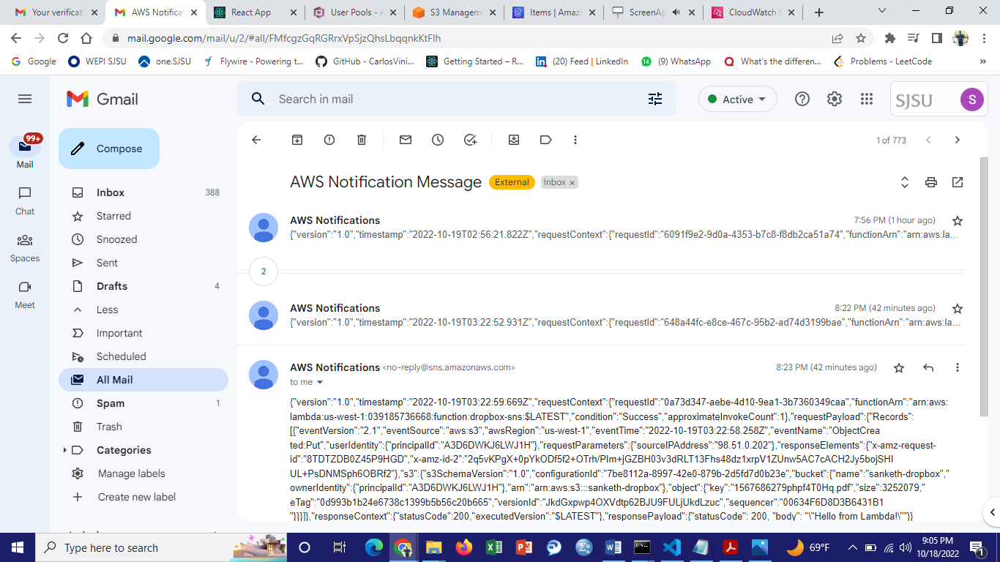 Your verificati
AWS Notificat
React App
User Pools - A
S3 Managem
Items | Amazo
ScreenAp
CloudWatch M
mail.google.com/mail/u/2/#all/FMfcgzGqRGRrxVpSjzQhsLbqqnkKtFlh
Google
WEPI SJSU
one.SJSU
Flywire - Powering t...
GitHub - CarlosVini...
Getting Started – R...
(20) Feed | LinkedIn
14
(9) WhatsApp
What's the differen...
Problems - LeetCode
»
Gmail
Search in mail
Active
SJSU
S
99+
Mail
Chat
Spaces
Meet
Compose
Inbox 388
Starred
Snoozed
Sent
Drafts 4
Less
Important
Scheduled
All Mail
Spam 1
Trash
Categories
Manage labels
Create new label
1 of 773
AWS Notification Message External Inbox ×
AWS Notifications 7:56 PM (1 hour ago)
{"version":"1.0","timestamp":"2022-10-19T02:56:21.822Z","requestContext":{"requestId":"6091f9e2-9d0a-4353-b7c8-f8db2ca51a74","functionArn":"arn:aws:la...
2
AWS Notifications 8:22 PM (42 minutes ago)
{"version":"1.0","timestamp":"2022-10-19T03:22:52.931Z","requestContext":{"requestId":"648a44fc-e8ce-467c-95b2-ad74d3199bae","functionArn":"arn:aws:la...
AWS Notifications <no-reply@sns.amazonaws.com> 8:23 PM (42 minutes ago)
to me
{"version":"1.0","timestamp":"2022-10-19T03:22:59.669Z","requestContext":{"requestId":"0a73d347-aebe-4d10-9ea1-3b7360349caa","functionArn":"arn:aws:
lambda:us-west-1:039185736668:function:dropbox-sns:$LATEST","condition":"Success","approximateInvokeCount":1},"requestPayload":{"Records":
[{"eventVersion":"2.1","eventSource":"aws:s3","awsRegion":"us-west-1","eventTime":"2022-10-19T03:22:58.258Z","eventName":"ObjectCrea
ted:Put","userIdentity":{"principalId":"A3D6DWKJ6LWJ1H"},"requestParameters":{"sourceIPAddress":"98.51.0.202"},"responseElements":{"x-amz-request-
id":"8TDTZDB0Z45P9HGD","x-amz-id-2":"2q5vKPgX+0pYkODf5f2+OTrh/PIm+jGZBH03v3dRLT13Fhs48dz1xrpV1ZUnw5AC7cACH2Jy5bojSHI
UL+PsDNMSph6OBRf2"},"s3":{"s3SchemaVersion":"1.0","configurationId":"7be8112a-8997-42e0-879b-2d5fd7d0b23e","bucket":{"name":"sanketh-dropbox","
ownerIdentity":{"principalId":"A3D6DWKJ6LWJ1H"},"arn":"arn:aws:s3:::sanketh-dropbox"},"object":{"key":"1567686279phpf4T0Hq.pdf","size":3252079,"
eTag":"0d993b1b24e6738c1399b5b56c20b665","versionId":"JkdGxpwp4OXVdtp62BJU9FULjUkdLzuc","sequencer":"00634F6D8D3B6431B1
"}}}]},"responseContext":{"statusCode":200,"executedVersion":"$LATEST"},"responsePayload":{"statusCode": 200, "body": "\"Hello from Lambda!\""}}
Type here to search
69°F
9:05 PM
10/18/2022
1